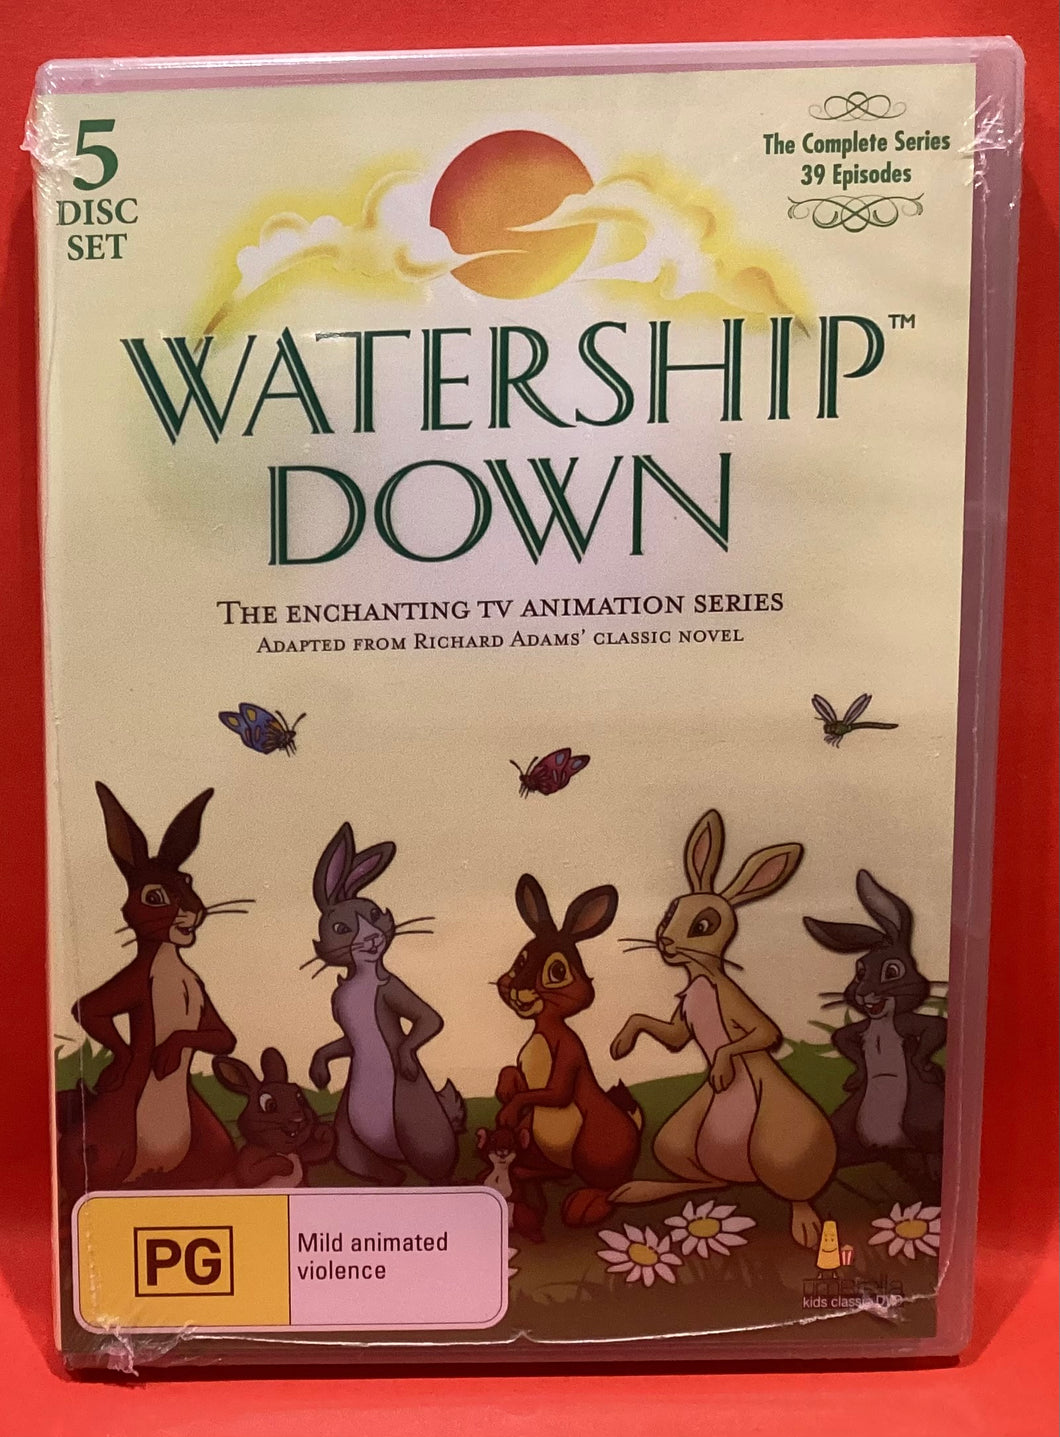 5
DISC
SET
The Complete Series
39 Episodes
WATERSHIP™
DOWN
THE ENCHANTING TV ANIMATION SERIES
ADAPTED FROM RICHARD ADAMS' CLASSIC NOVEL
PG
Mild animated
violence
umbrella
kids classic DVD